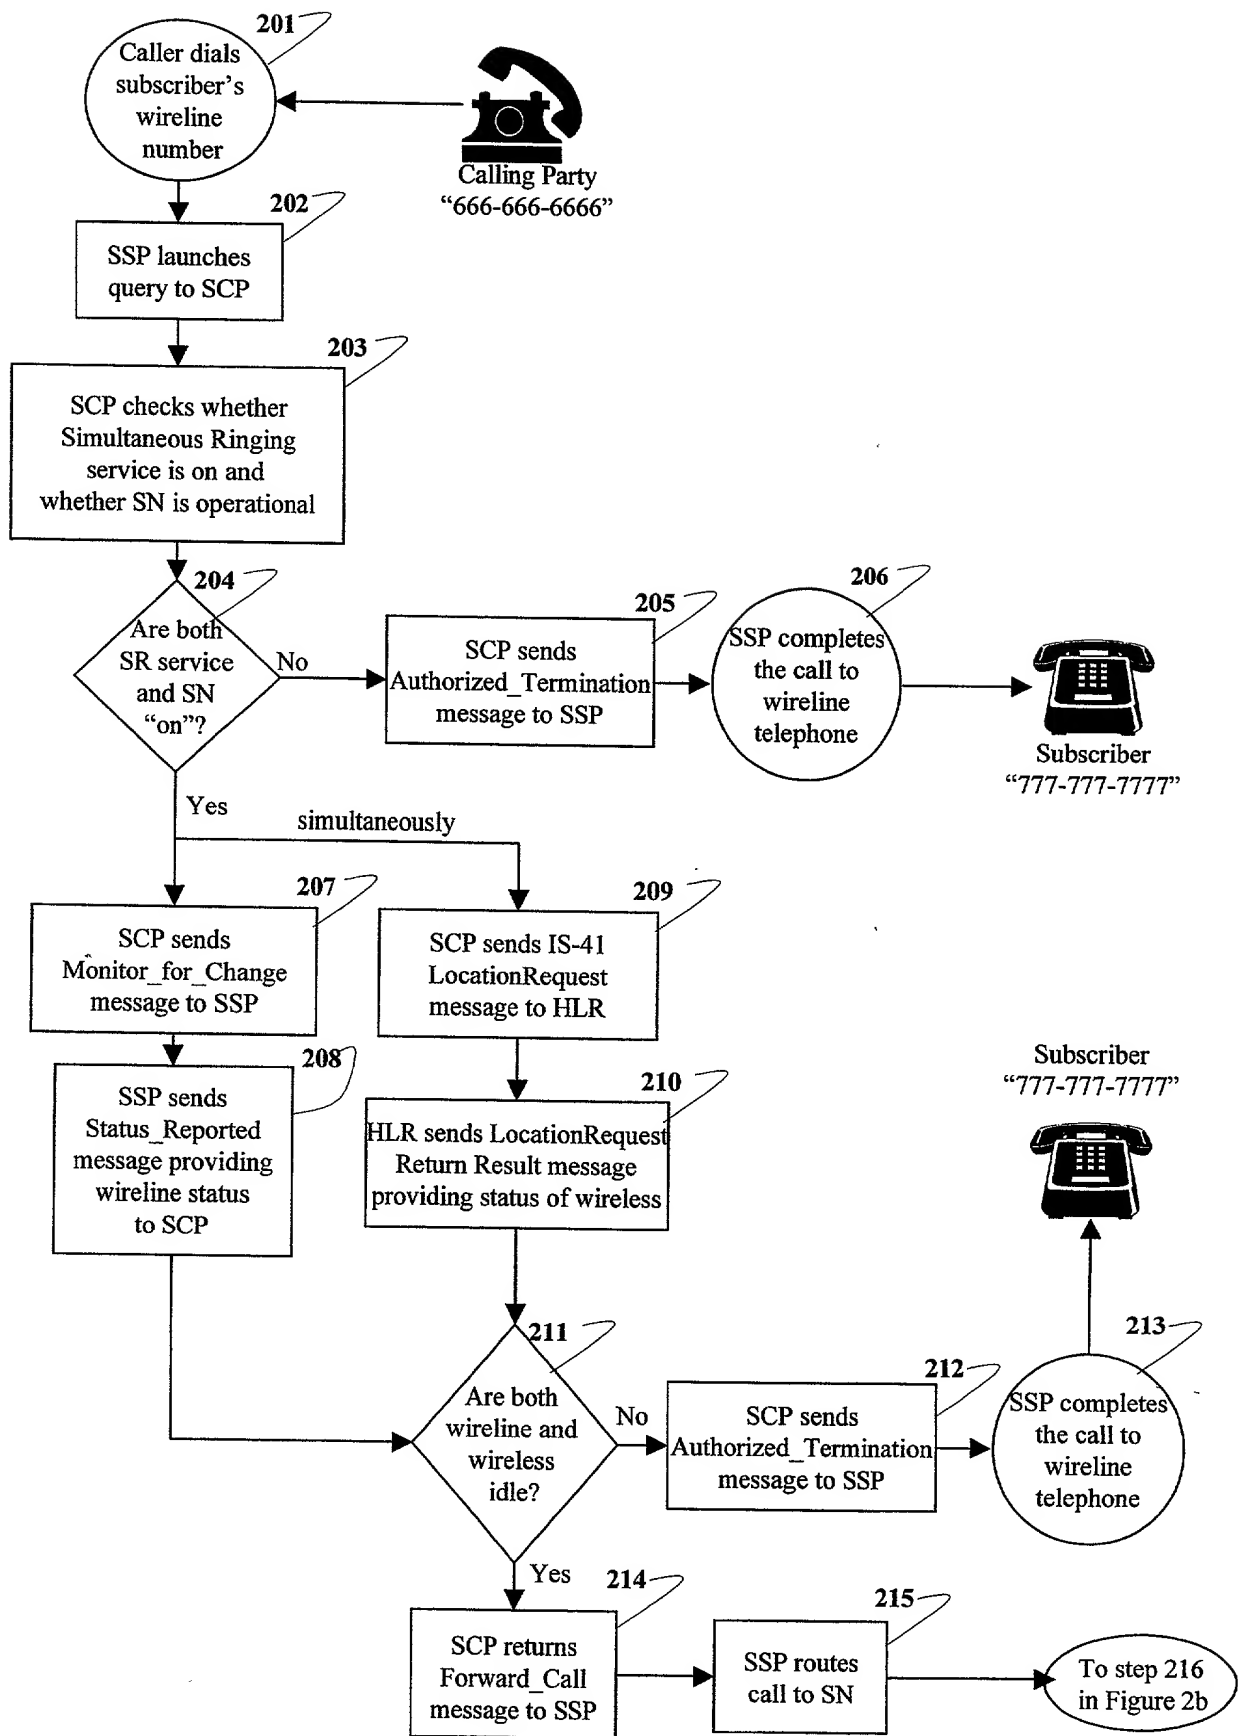 201
Caller dials
subscriber's
wireline
number
Calling Party
“666-666-6666”
202
SSP launches
query to SCP
203
SCP checks whether
Simultaneous Ringing
service is on and
whether SN is operational
204
Are both
SR service
and SN
“on”?
No
205
SCP sends
Authorized_Termination
message to SSP
206
SSP completes
the call to
wireline
telephone
Subscriber
“777-777-7777”
Yes
simultaneously
207
SCP sends
Monitor_for_Change
message to SSP
209
SCP sends IS-41
LocationRequest
message to HLR
208
SSP sends
Status_Reported
message providing
wireline status
to SCP
210
HLR sends LocationRequest
Return Result message
providing status of wireless
Subscriber
“777-777-7777”
211
Are both
wireline and
wireless
idle?
No
212
SCP sends
Authorized_Termination
message to SSP
213
SSP completes
the call to
wireline
telephone
Yes
214
SCP returns
Forward_Call
message to SSP
215
SSP routes
call to SN
To step 216
in Figure 2b